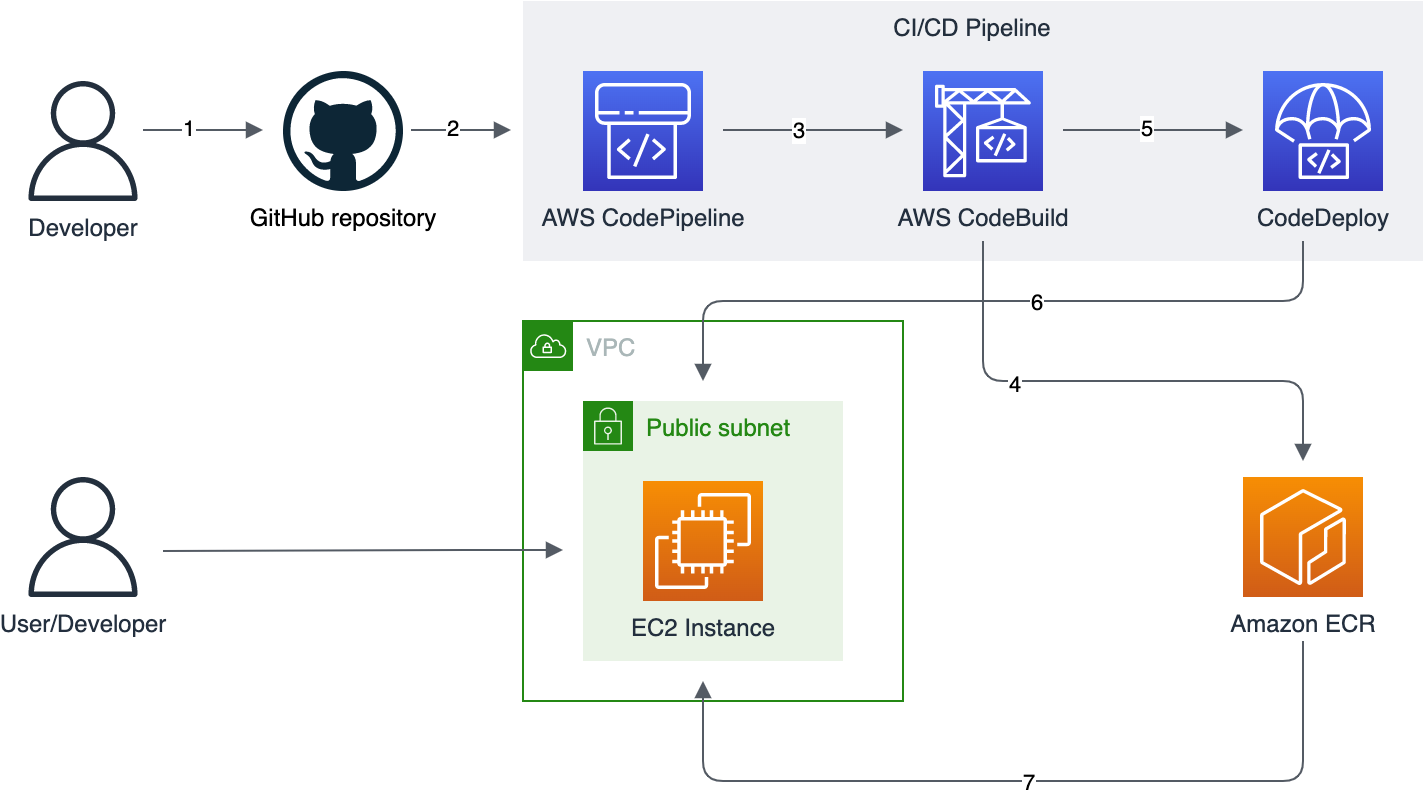 CI/CD Pipeline
1
2
3
5
Developer
GitHub repository
AWS CodePipeline
AWS CodeBuild
CodeDeploy
6
VPC
4
Public subnet
EC2 Instance
User/Developer
Amazon ECR
7